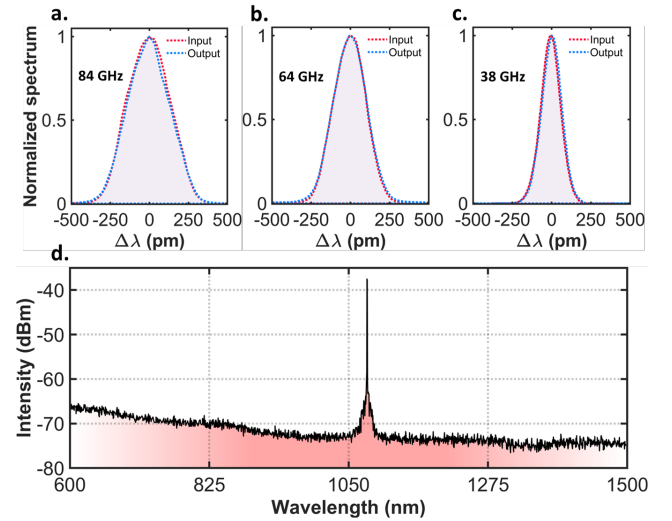 a. b. c.
Normalized spectrum
1
0.5
0
84 GHz
Input
Output
-500 -250 0 250 500
Δ λ (pm)
1
0.5
0
64 GHz
Input
Output
-500 -250 0 250 500
Δ λ (pm)
1
0.5
0
38 GHz
Input
Output
-500 -250 0 250 500
Δ λ (pm)
d.
Intensity (dBm)
-40
-50
-60
-70
-80
600 825 1050 1275 1500
Wavelength (nm)